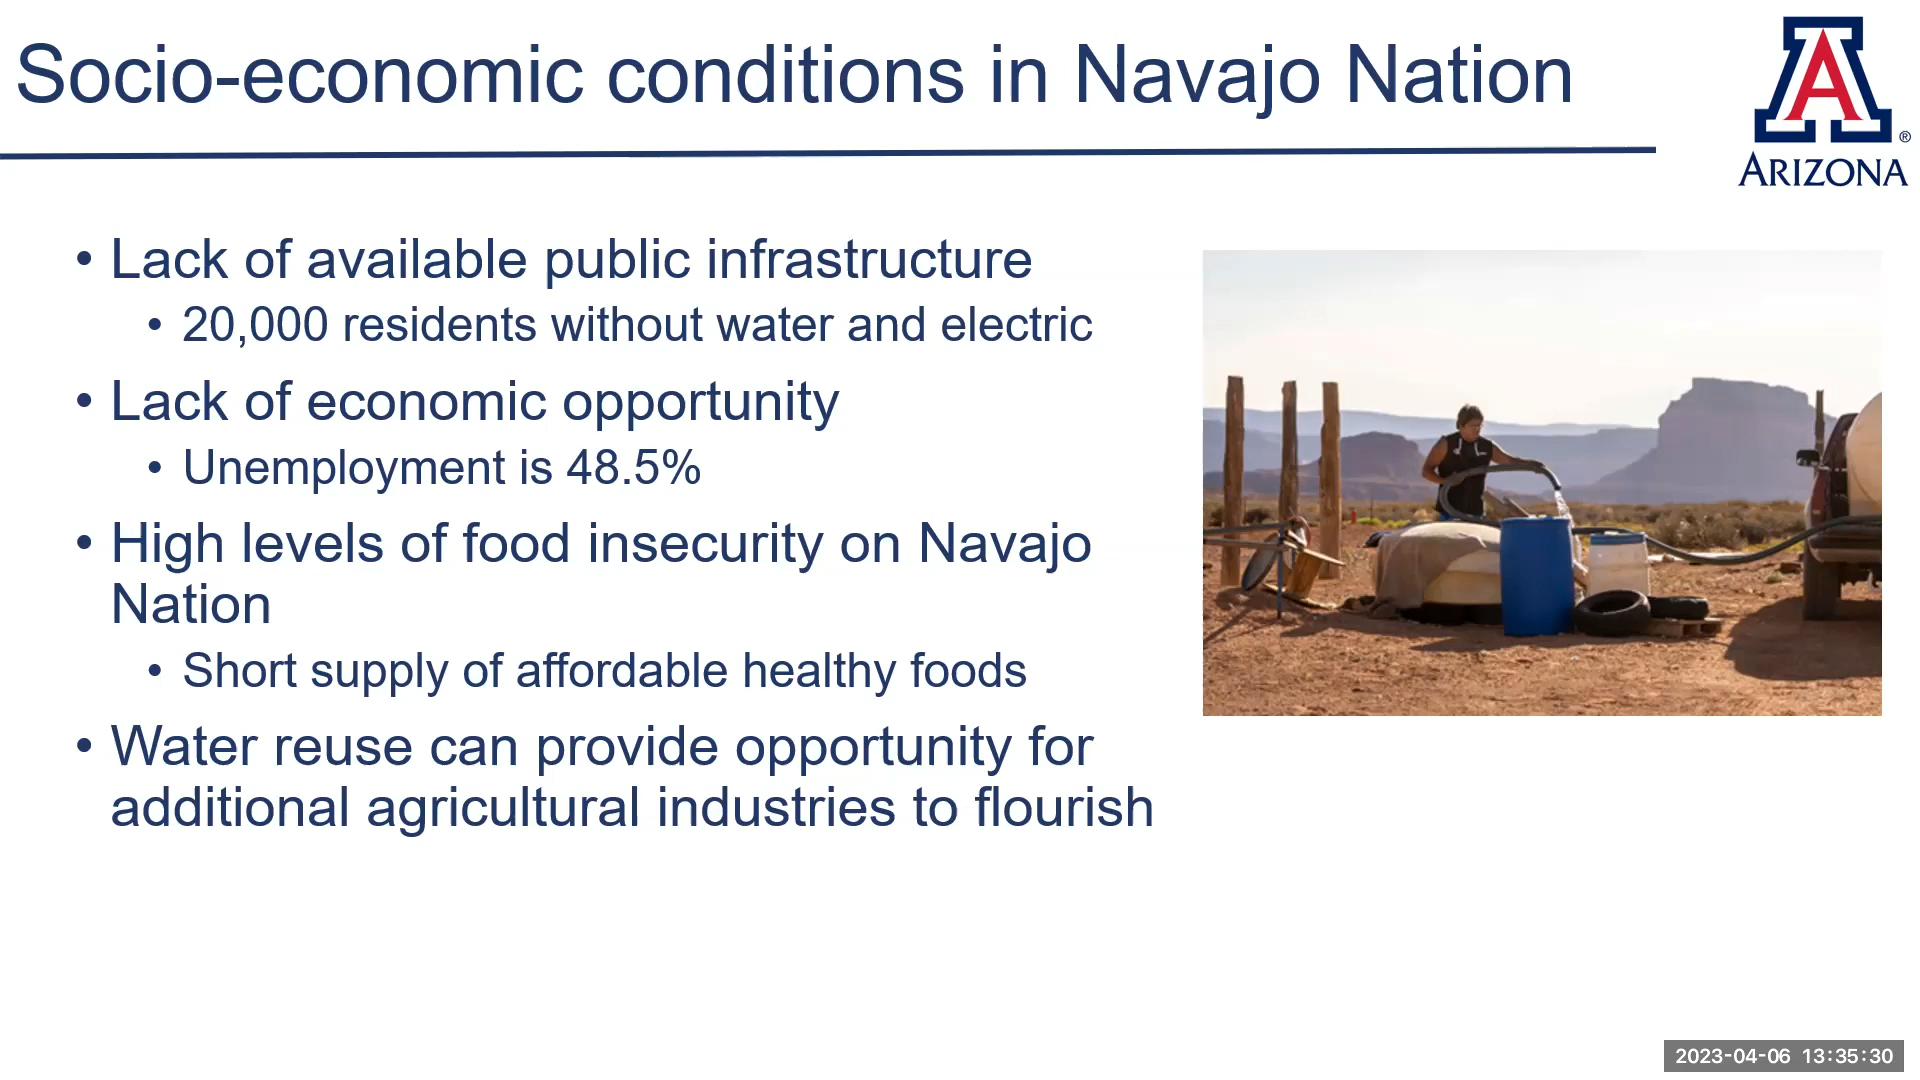 Socio-economic conditions in Navajo Nation
A
®
ARIZONA
• Lack of available public infrastructure
• 20,000 residents without water and electric
• Lack of economic opportunity
• Unemployment is 48.5%
• High levels of food insecurity on Navajo
Nation
• Short supply of affordable healthy foods
• Water reuse can provide opportunity for
additional agricultural industries to flourish
2023-04-06 13:35:30